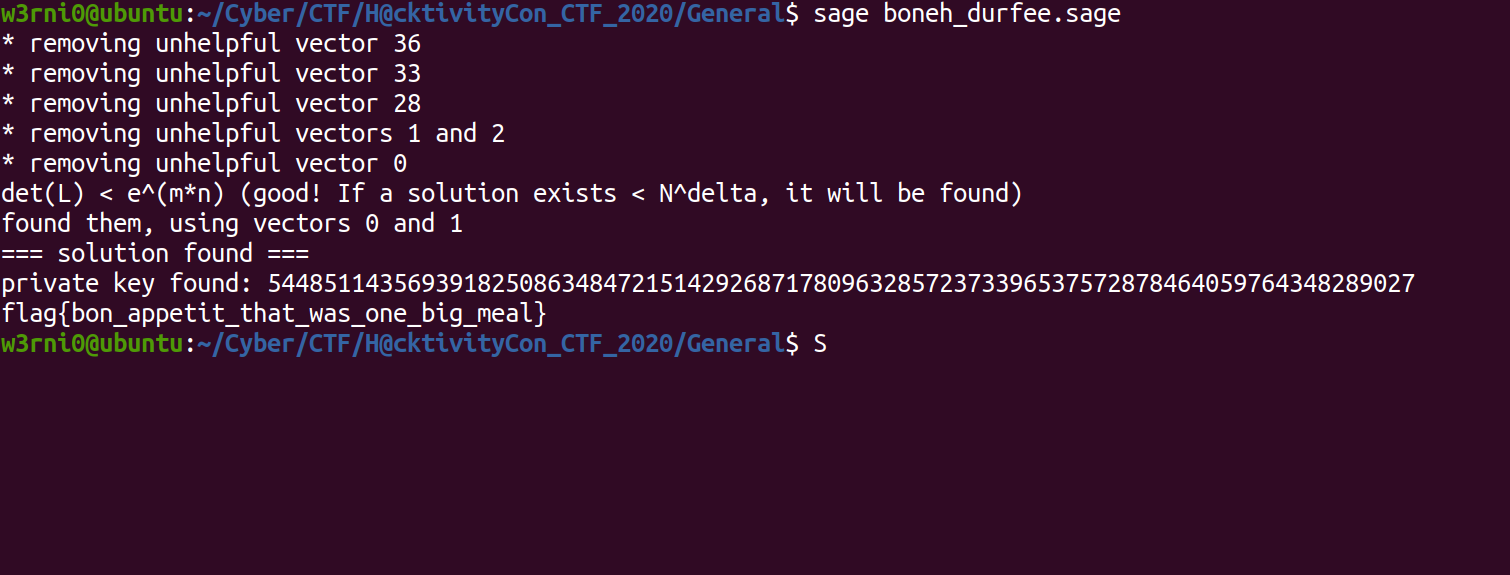 w3rni0@ubuntu:~/Cyber/CTF/H@cktivityCon_CTF_2020/General$ sage boneh_durfee.sage
* removing unhelpful vector 36
* removing unhelpful vector 33
* removing unhelpful vector 28
* removing unhelpful vectors 1 and 2
* removing unhelpful vector 0
det(L) < e^(m*n) (good! If a solution exists < N^delta, it will be found)
found them, using vectors 0 and 1
=== solution found ===
private key found: 5448511435693918250863484721514292687178096328572373396537572878464059764348289027
flag{bon_appetit_that_was_one_big_meal}
w3rni0@ubuntu:~/Cyber/CTF/H@cktivityCon_CTF_2020/General$ S